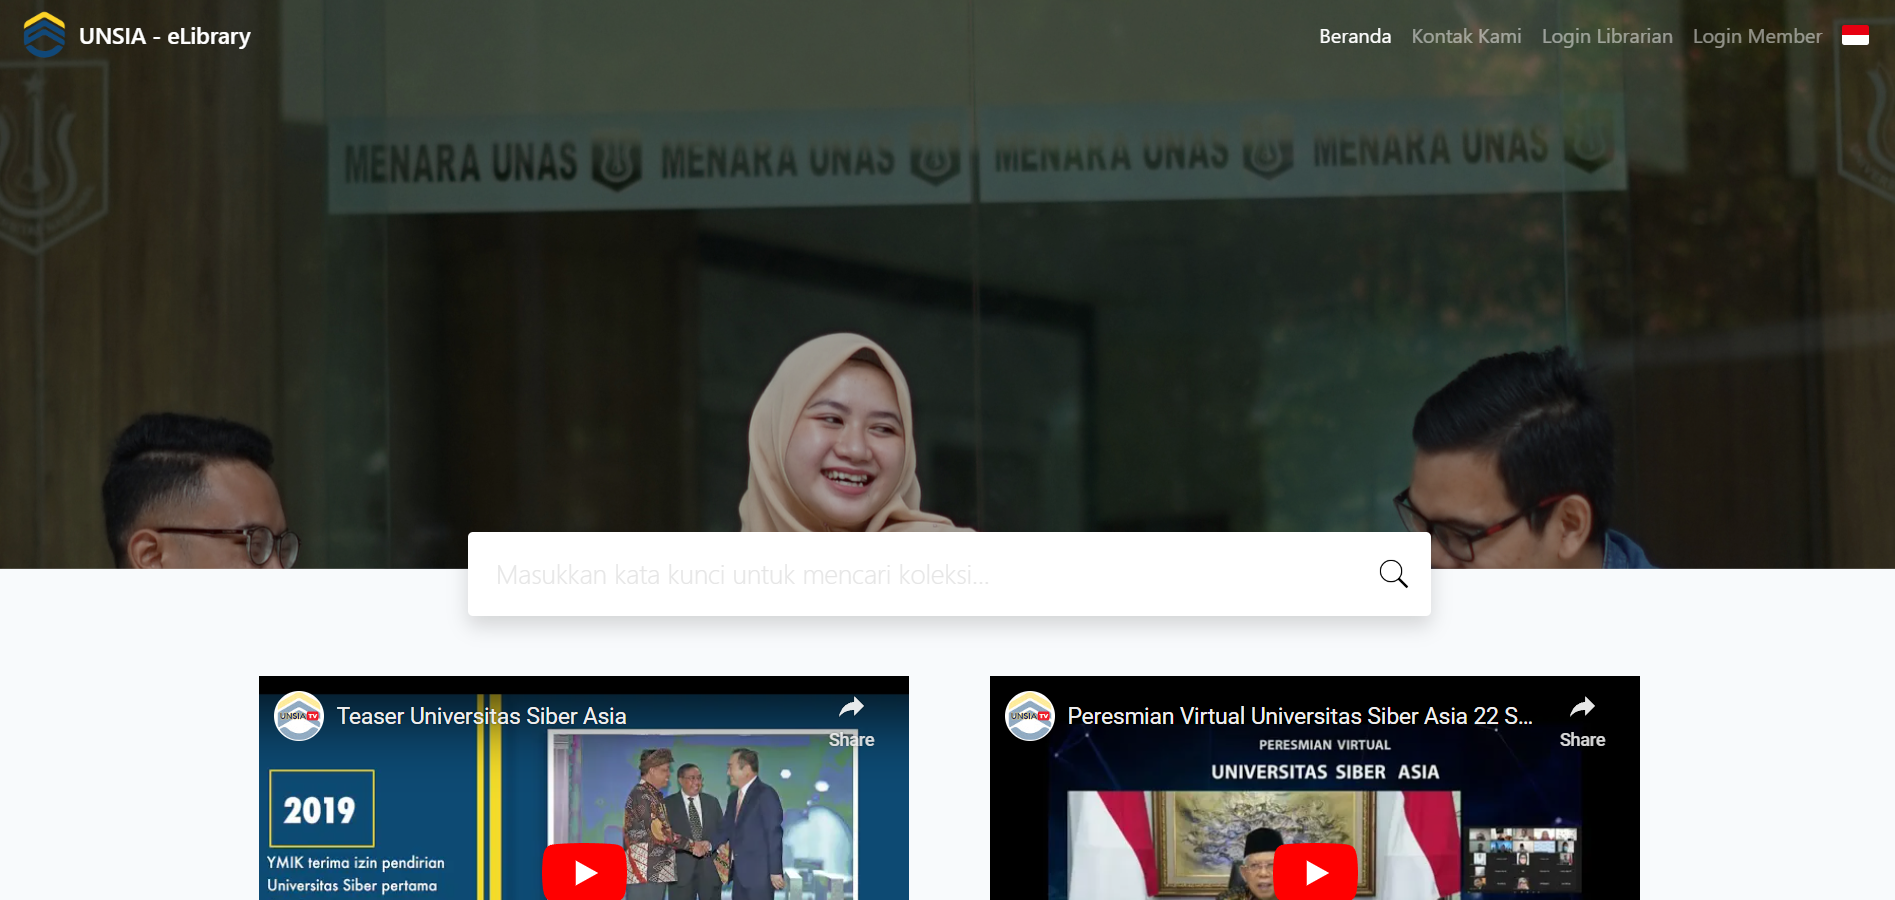 UNSIA - eLibrary
Beranda Kontak Kami Login Librarian Login Member
MENARA UNAS MENARA UNAS MENARA UNAS MENARA UNAS
Masukkan kata kunci untuk mencari koleksi...
UNSIA TV
Teaser Universitas Siber Asia
Share
2019
YMIK terima izin pendirian
Universitas Siber pertama
UNSIA TV
Peresmian Virtual Universitas Siber Asia 22 S...
Share
PERESMIAN VIRTUAL
UNIVERSITAS SIBER ASIA